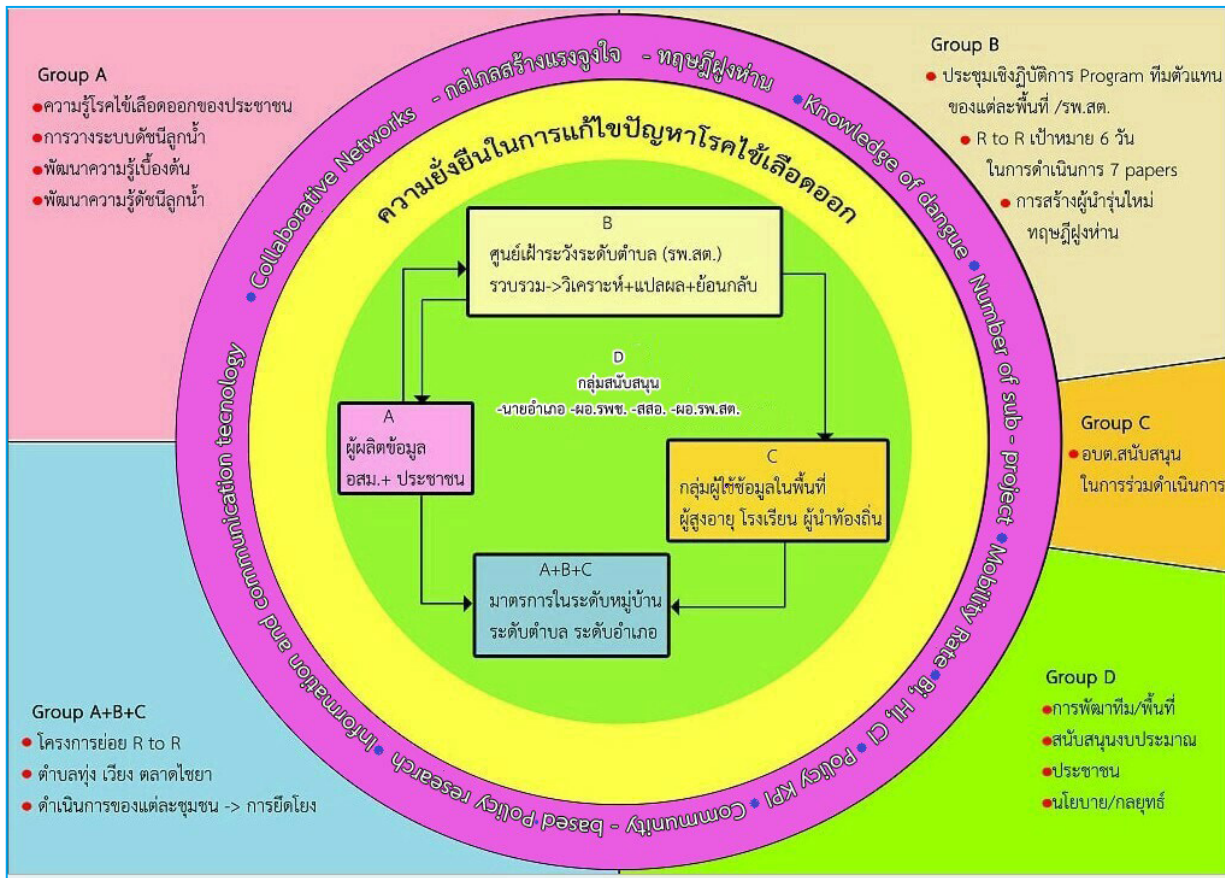 Group A
●ความรู้โรคไข้เลือดออกของประชาชน
●การวางระบบดัชนีลูกน้ำ
●พัฒนาความรู้เบื้องต้น
●พัฒนาความรู้ดัชนีลูกน้ำ
Group B
● ประชุมเชิงฏิบัติการ Program ทีมตัวแทน
ของแต่ละพื้นที่ /รพ.สต.
● R to R เป้าหมาย 6 วัน
ในการดำเนินการ 7 papers
● การสร้างผู้นำรุ่นใหม่
ทฤษฎีฝูงห่าน
Group C
● อบต.สนับสนุน
ในการร่วมดำเนินการ
Group D
●การพัฒาทีม/พื้นที่
●สนับสนุนงบประมาณ
●ประชาชน
●นโยบาย/กลยุทธ์
Group A+B+C
● โครงการย่อย R to R
● ตำบลทุ่ง เวียง ตลาดไชยา
● ดำเนินการของแต่ละชุมชน -> การยึดโยง
● Collaborative Networks - กลไกลสร้างแรงจูงใจ - ทฤษฎีฝูงห่าน
● Knowledge of dangue
● Number of sub - project
● Mobility Rate
● Bi, HI, CI
● Policy KPI
● Community - based Policy research
● Information and communication tecnology
ความยั่งยืนในการแก้ไขปัญหาโรคไข้เลือดออก
B
ศูนย์เฝ้าระวังระดับตำบล (รพ.สต.)
รวบรวม->วิเคราะห์+แปลผล+ย้อนกลับ
D
กลุ่มสนับสนุน
-นายอำเภอ -ผอ.รพช. -สสอ. -ผอ.รพ.สต.
A
ผู้ผลิตข้อมูล
อสม.+ ประชาชน
C
กลุ่มผู้ใช้ข้อมูลในพื้นที่
ผู้สูงอายุ โรงเรียน ผู้นำท้องถิ่น
A+B+C
มาตรการในระดับหมู่บ้าน
ระดับตำบล ระดับอำเภอ